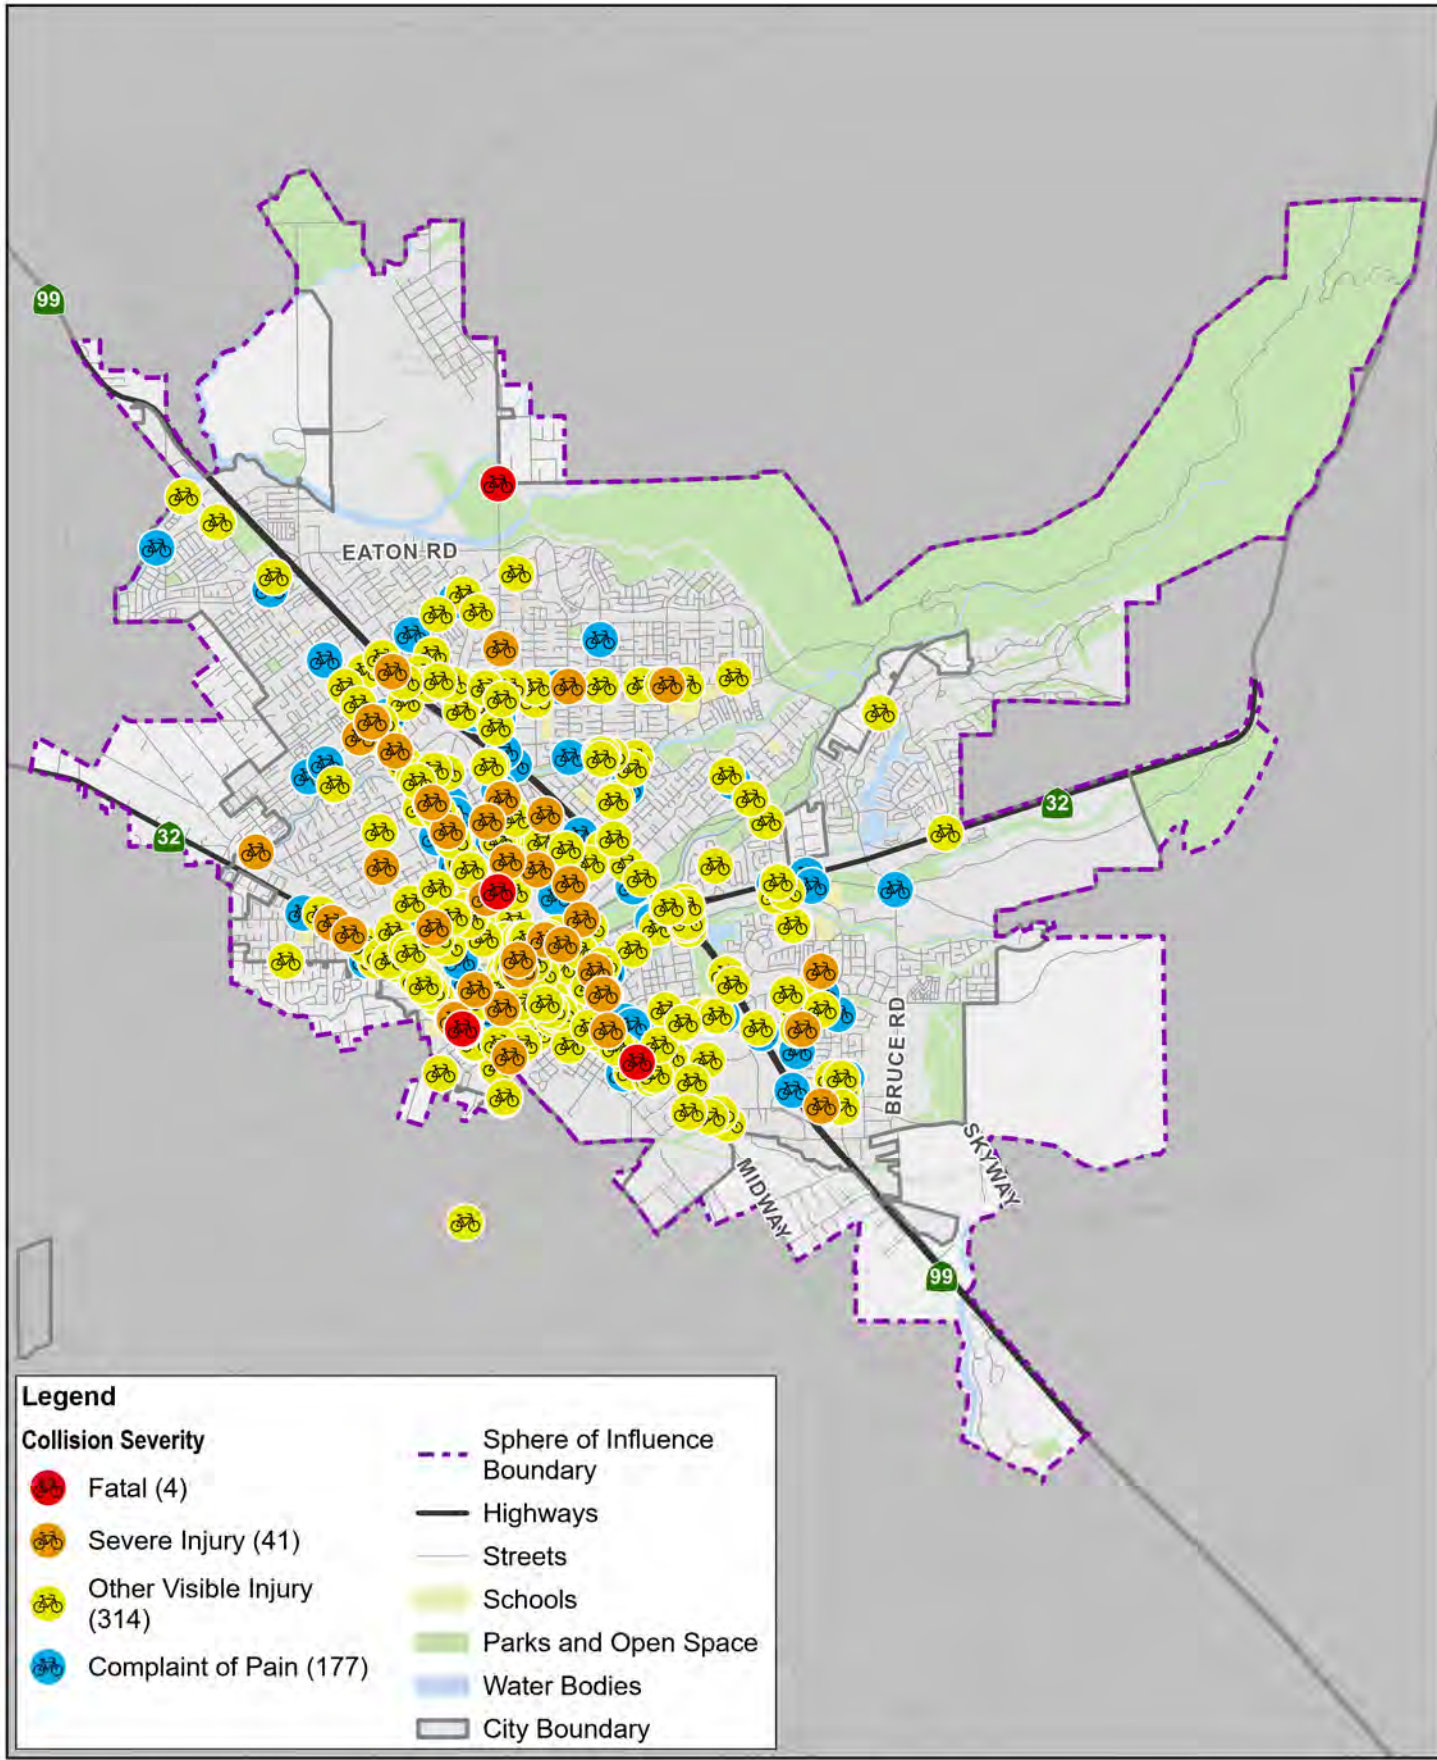 99
EATON RD
32
32
BRUCE RD
SKYWAY
MIDWAY
99
Legend
Collision Severity
Fatal (4)
Severe Injury (41)
Other Visible Injury
(314)
Complaint of Pain (177)
Sphere of Influence
Boundary
Highways
Streets
Schools
Parks and Open Space
Water Bodies
City Boundary